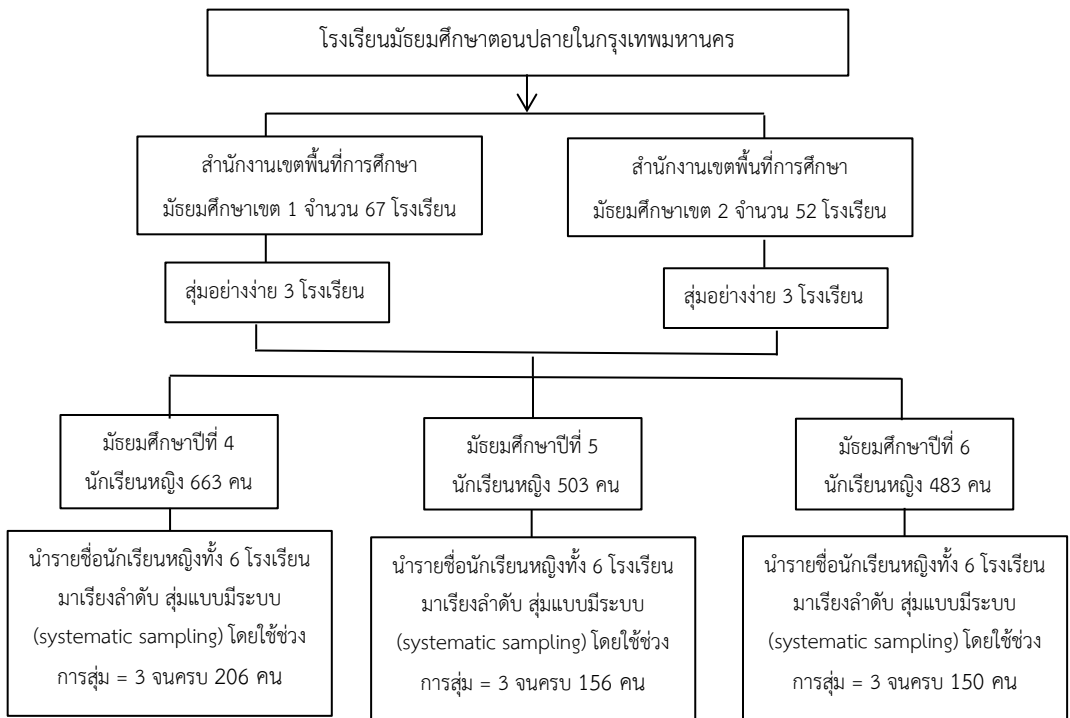 โรงเรียนมัธยมศึกษาตอนปลายในกรุงเทพมหานคร
สำนักงานเขตพื้นที่การศึกษา
มัธยมศึกษาเขต 1 จำนวน 67 โรงเรียน
สำนักงานเขตพื้นที่การศึกษา
มัธยมศึกษาเขต 2 จำนวน 52 โรงเรียน
สุ่มอย่างง่าย 3 โรงเรียน
สุ่มอย่างง่าย 3 โรงเรียน
มัธยมศึกษาปีที่ 4
นักเรียนหญิง 663 คน
มัธยมศึกษาปีที่ 5
นักเรียนหญิง 503 คน
มัธยมศึกษาปีที่ 6
นักเรียนหญิง 483 คน
นำรายชื่อนักเรียนหญิงทั้ง 6 โรงเรียน
มาเรียงลำดับ สุ่มแบบมีระบบ
(systematic sampling) โดยใช้ช่วง
การสุ่ม = 3 จนครบ 206 คน
นำรายชื่อนักเรียนหญิงทั้ง 6 โรงเรียน
มาเรียงลำดับ สุ่มแบบมีระบบ
(systematic sampling) โดยใช้ช่วง
การสุ่ม = 3 จนครบ 156 คน
นำรายชื่อนักเรียนหญิงทั้ง 6 โรงเรียน
มาเรียงลำดับ สุ่มแบบมีระบบ
(systematic sampling) โดยใช้ช่วง
การสุ่ม = 3 จนครบ 150 คน